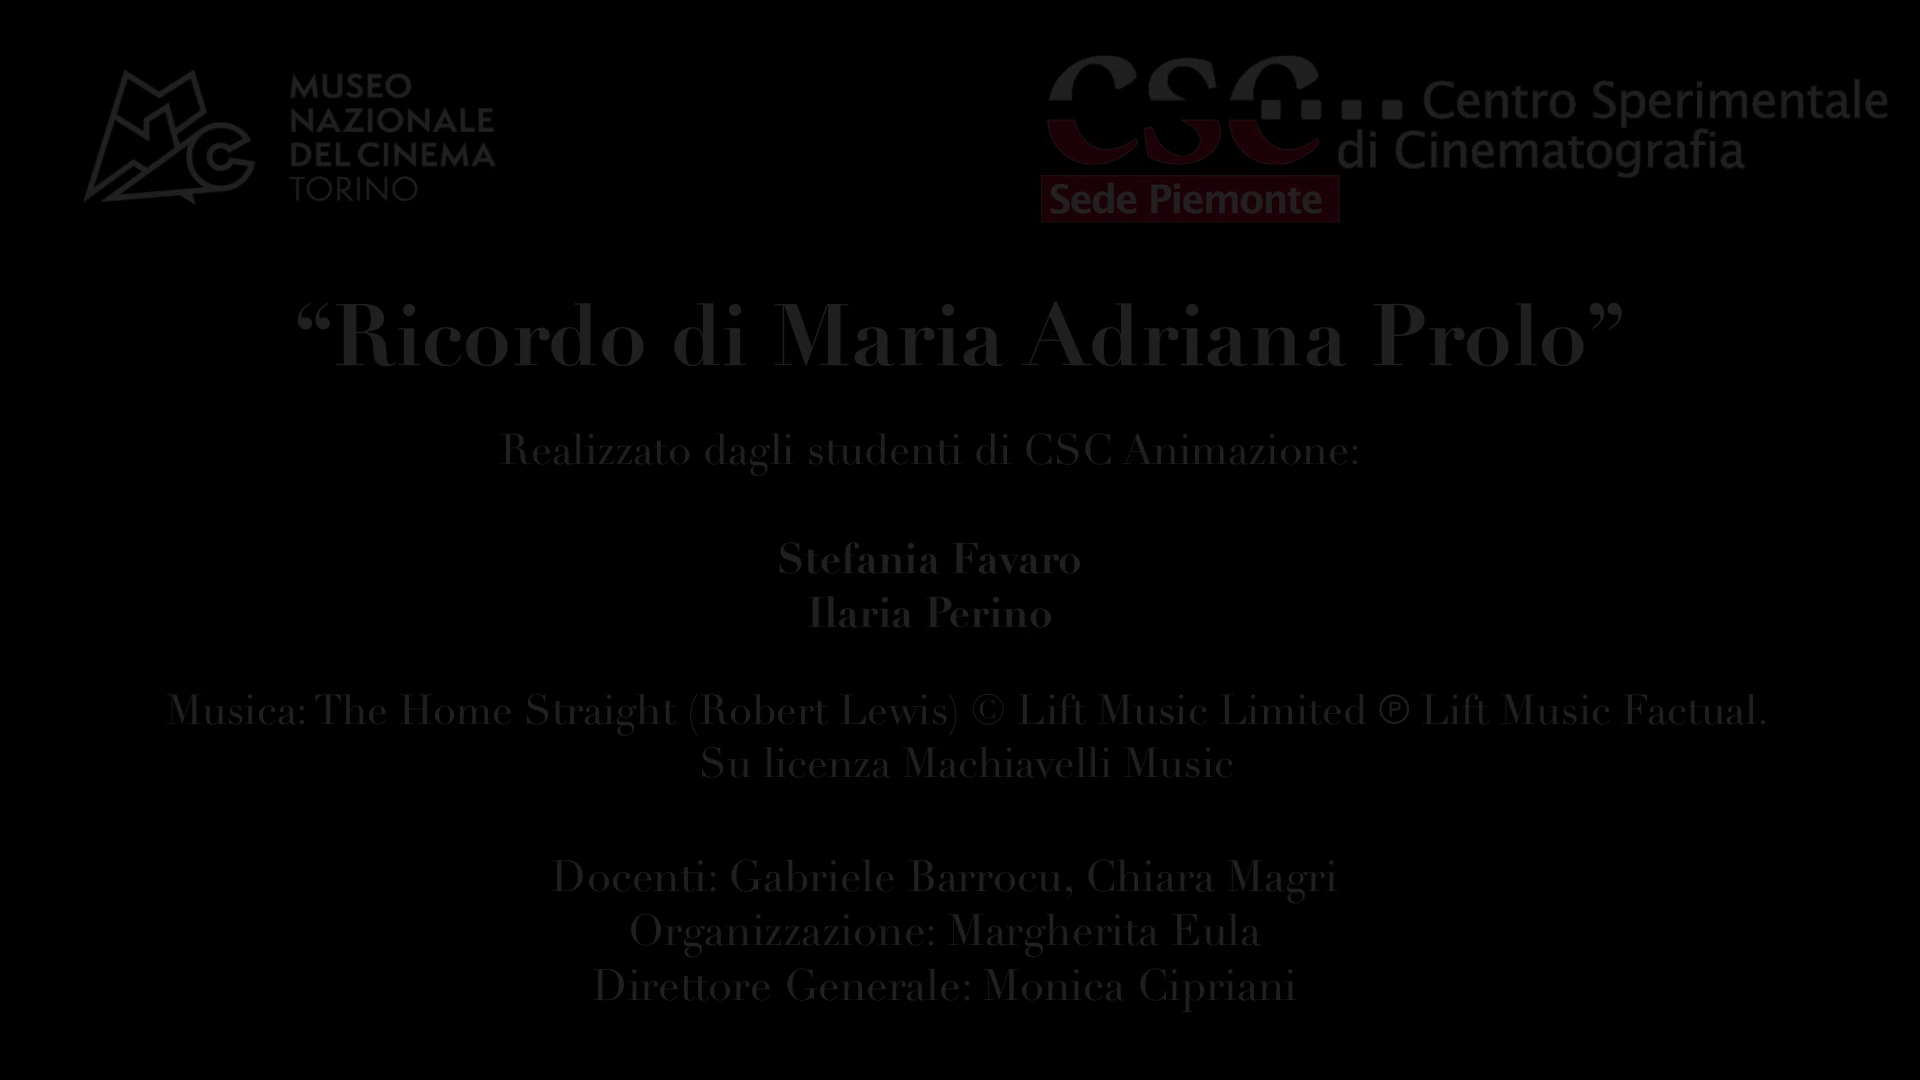 MUSEO
NAZIONALE
DEL CINEMA
TORINO
CSC
Centro Sperimentale
di Cinematografia
Sede Piemonte
“Ricordo di Maria Adriana Prolo”
Realizzato dagli studenti di CSC Animazione:
Stefania Favaro
Ilaria Perino
Musica: The Home Straight (Robert Lewis) © Lift Music Limited ℗ Lift Music Factual.
Su licenza Machiavelli Music
Docenti: Gabriele Barrocu, Chiara Magri
Organizzazione: Margherita Eula
Direttore Generale: Monica Cipriani